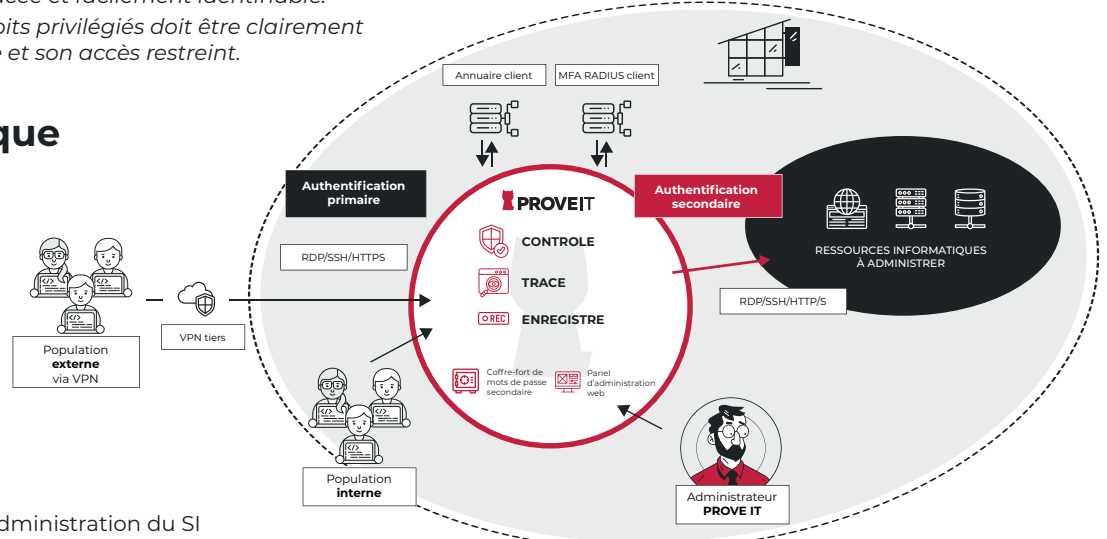 oits privilégiés doit être clairement
et son accès restreint.
que
Annuaire client
MFA RADIUS client
Authentification
primaire
Authentification
secondaire
PROVEIT
CONTROLE
TRACE
REC
ENREGISTRE
RDP/SSH/HTTPS
RESSOURCES INFORMATIQUES
À ADMINISTRER
RDP/SSH/HTTP/S
VPN tiers
Population
externe
via VPN
Coffre-fort de
mots de passe
secondaire
Panel
d'administration
web
Population
interne
Administrateur
PROVE IT
dministration du SI